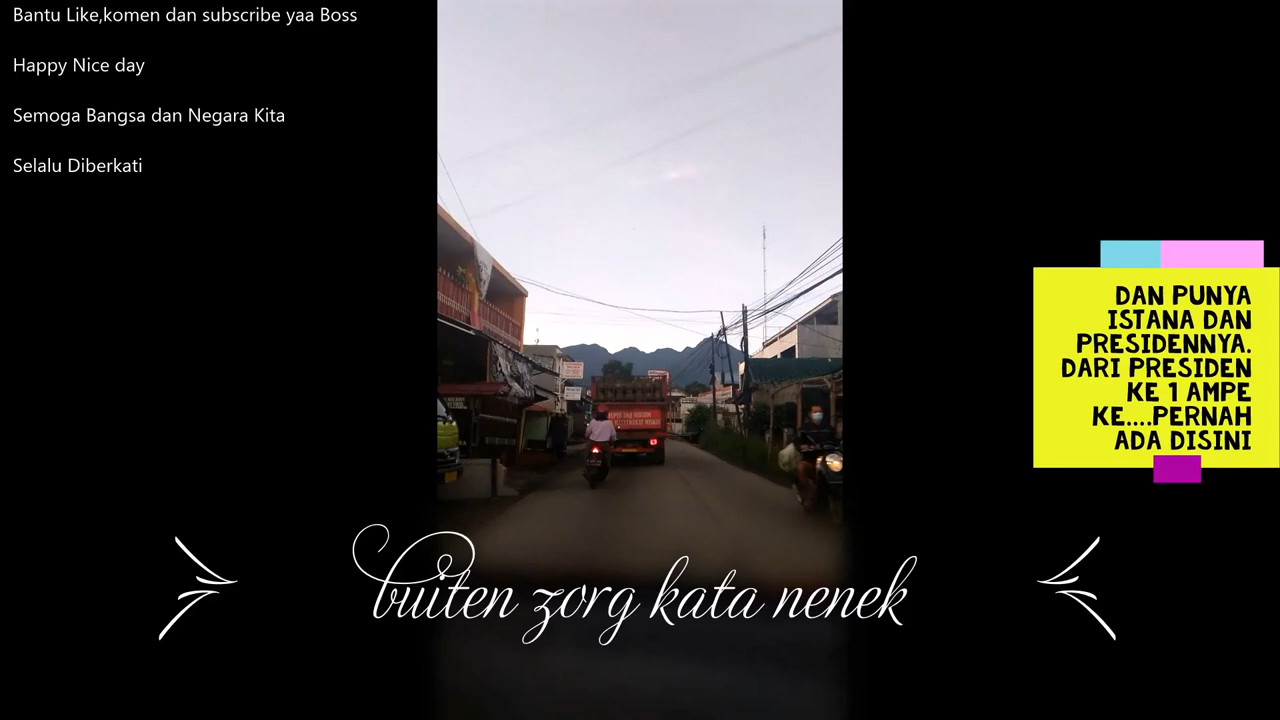 Bantu Like,komen dan subscribe yaa Boss
Happy Nice day
Semoga Bangsa dan Negara Kita
Selalu Diberkati
DAN PUNYA
ISTANA DAN
PRESIDENNYA.
DARI PRESIDEN
KE 1 AMPE
KE....PERNAH
ADA DISINI
buiten zorg kata nenek